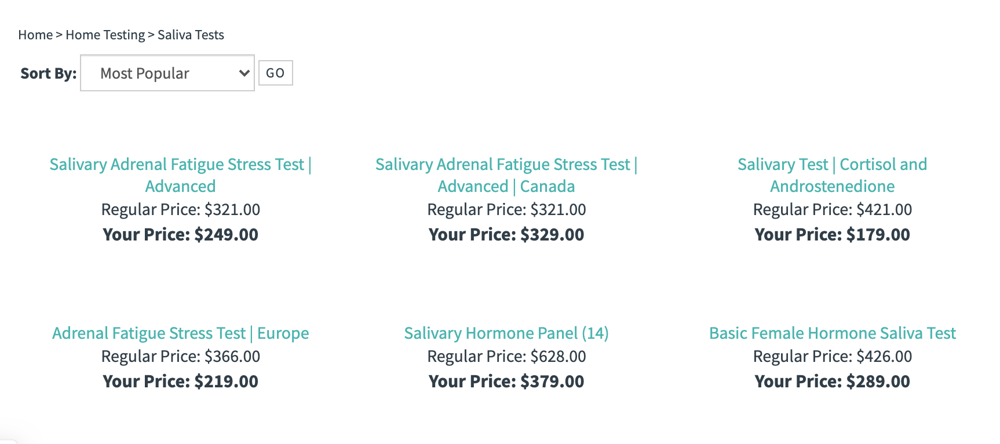 Home > Home Testing > Saliva Tests
Sort By: Most Popular GO
Salivary Adrenal Fatigue Stress Test |
Advanced
Regular Price: $321.00
Your Price: $249.00
Salivary Adrenal Fatigue Stress Test |
Advanced | Canada
Regular Price: $321.00
Your Price: $329.00
Salivary Test | Cortisol and
Androstenedione
Regular Price: $421.00
Your Price: $179.00
Adrenal Fatigue Stress Test | Europe
Regular Price: $366.00
Your Price: $219.00
Salivary Hormone Panel (14)
Regular Price: $628.00
Your Price: $379.00
Basic Female Hormone Saliva Test
Regular Price: $426.00
Your Price: $289.00